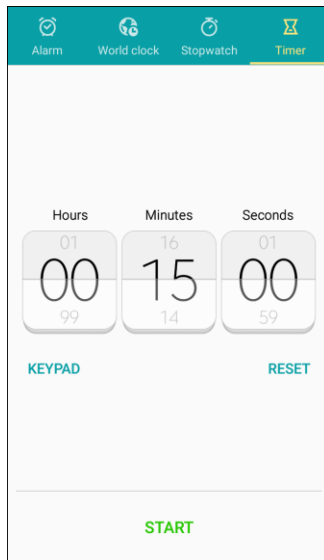 Alarm World clock Stopwatch Timer
Hours Minutes Seconds
01 16 01
00 15 00
99 14 59
KEYPAD RESET
START